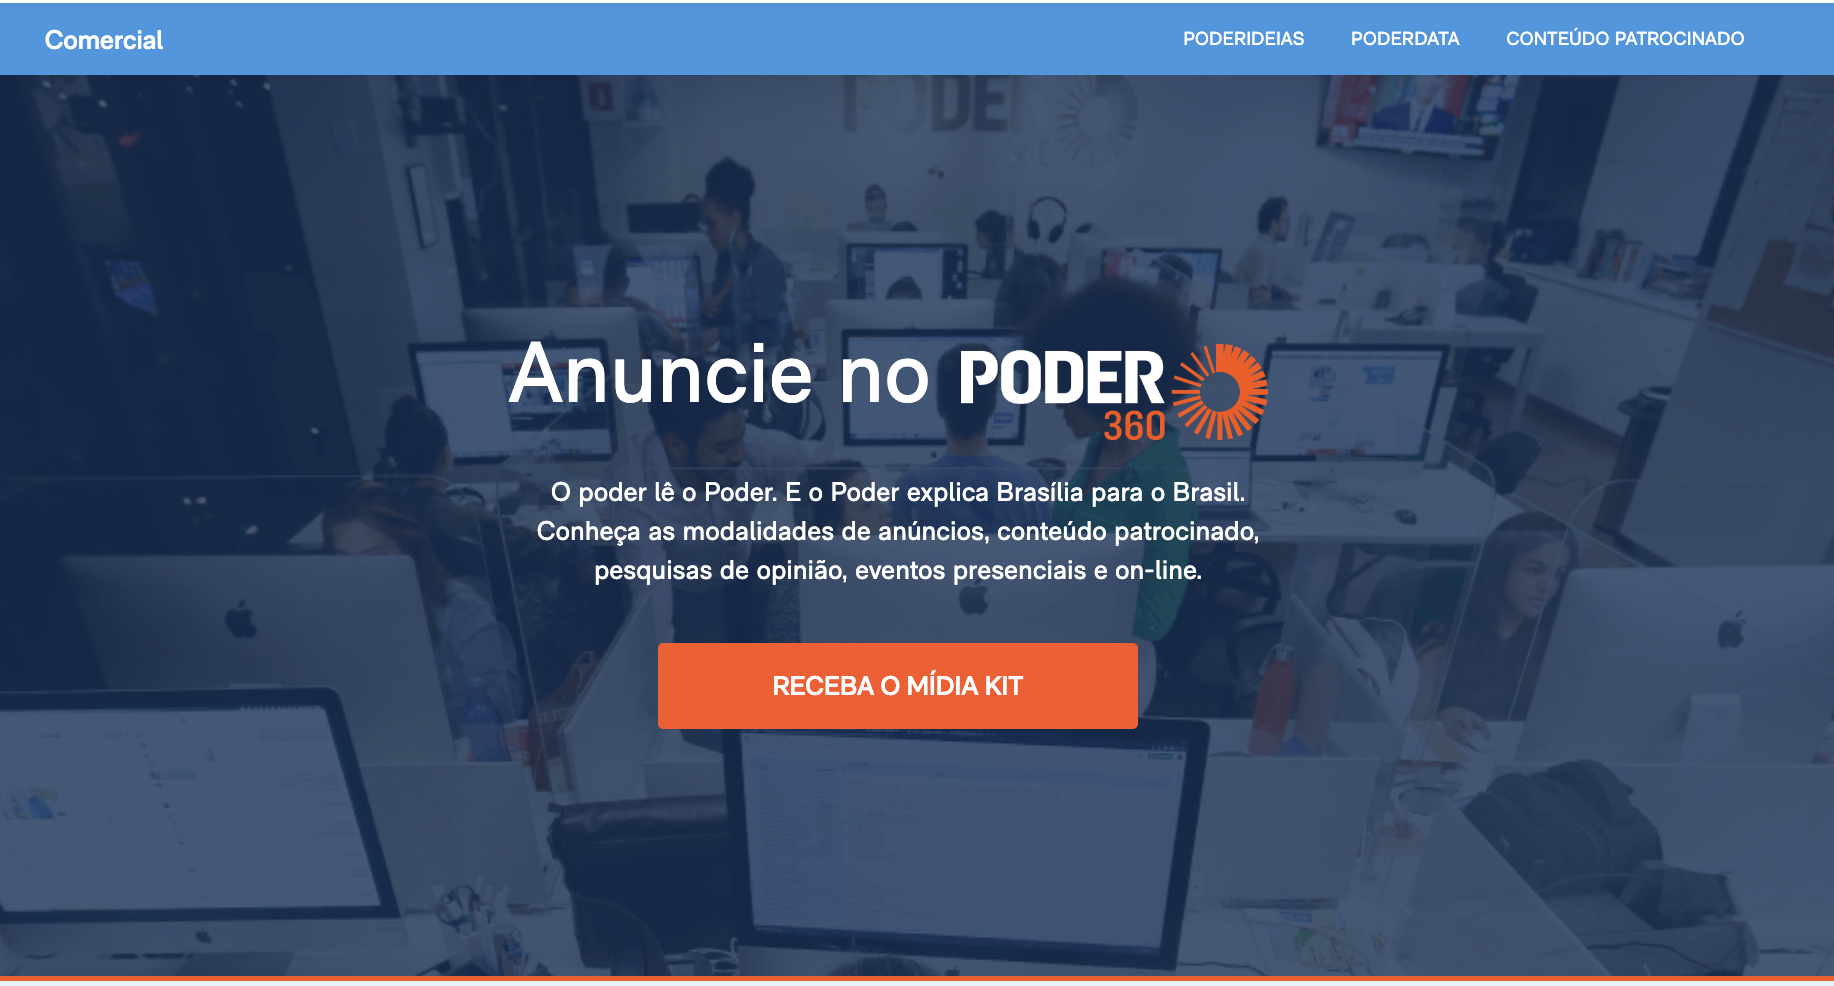 Comercial
PODERIDEIAS
PODERDATA
CONTEÚDO PATROCINADO
PODER
Anuncie no PODER
360
O poder lê o Poder. E o Poder explica Brasília para o Brasil.
Conheça as modalidades de anúncios, conteúdo patrocinado,
pesquisas de opinião, eventos presenciais e on-line.
RECEBA O MÍDIA KIT